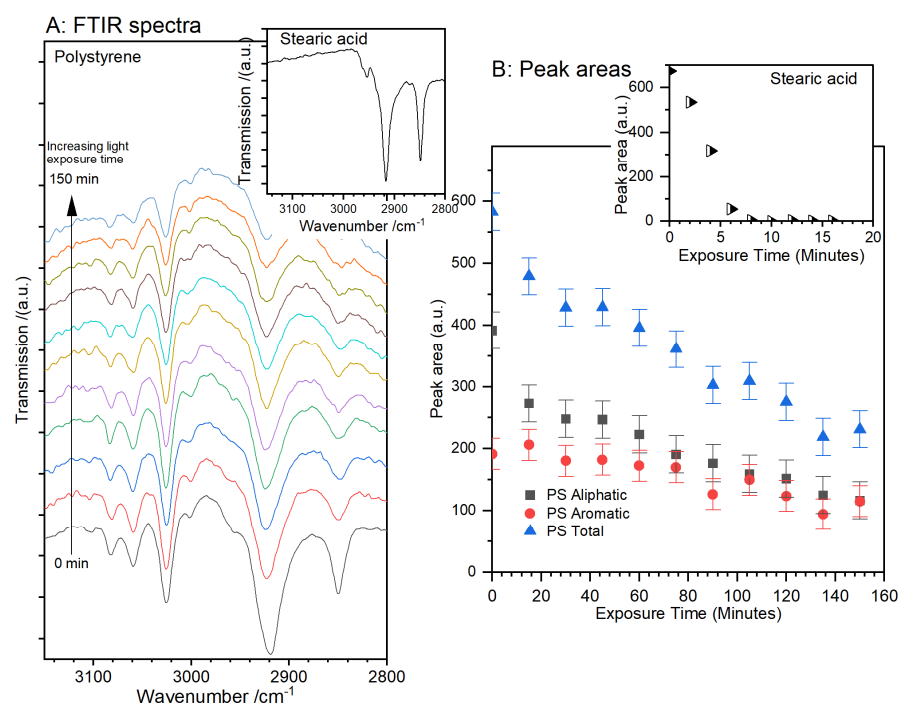 A: FTIR spectra
Polystyrene
Increasing light
exposure time
150 min
0 min
Transmission /(a.u.)
3100 3000 2900 2800
Wavenumber /cm-1
Stearic acid
Transmission /(a.u.)
3100 3000 2900 2800
Wavenumber /cm-1
B: Peak areas
600
500
400
300
200
100
0
Peak area (a.u.)
PS Aliphatic
PS Aromatic
PS Total
0 20 40 60 80 100 120 140 160
Exposure Time (Minutes)
Stearic acid
600
400
200
0
Peak area (a.u.)
0 5 10 15 20
Exposure Time (Minutes)